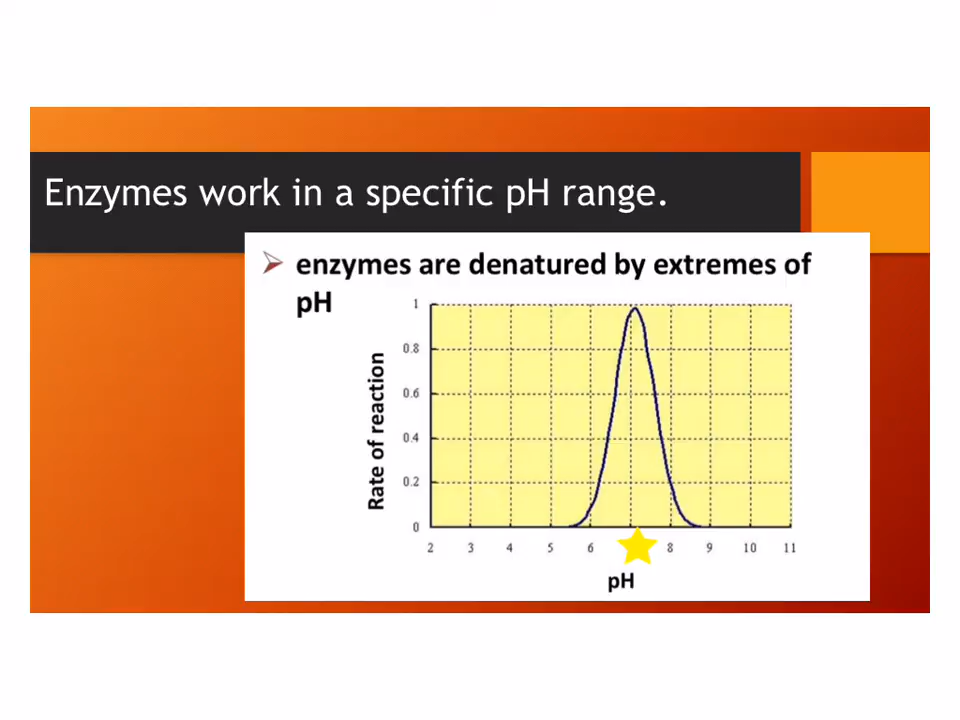 Enzymes work in a specific pH range.
enzymes are denatured by extremes of
pH
1
0.8
0.6
0.4
0.2
0
Rate of reaction
2 3 4 5 6 8 9 10 11
pH